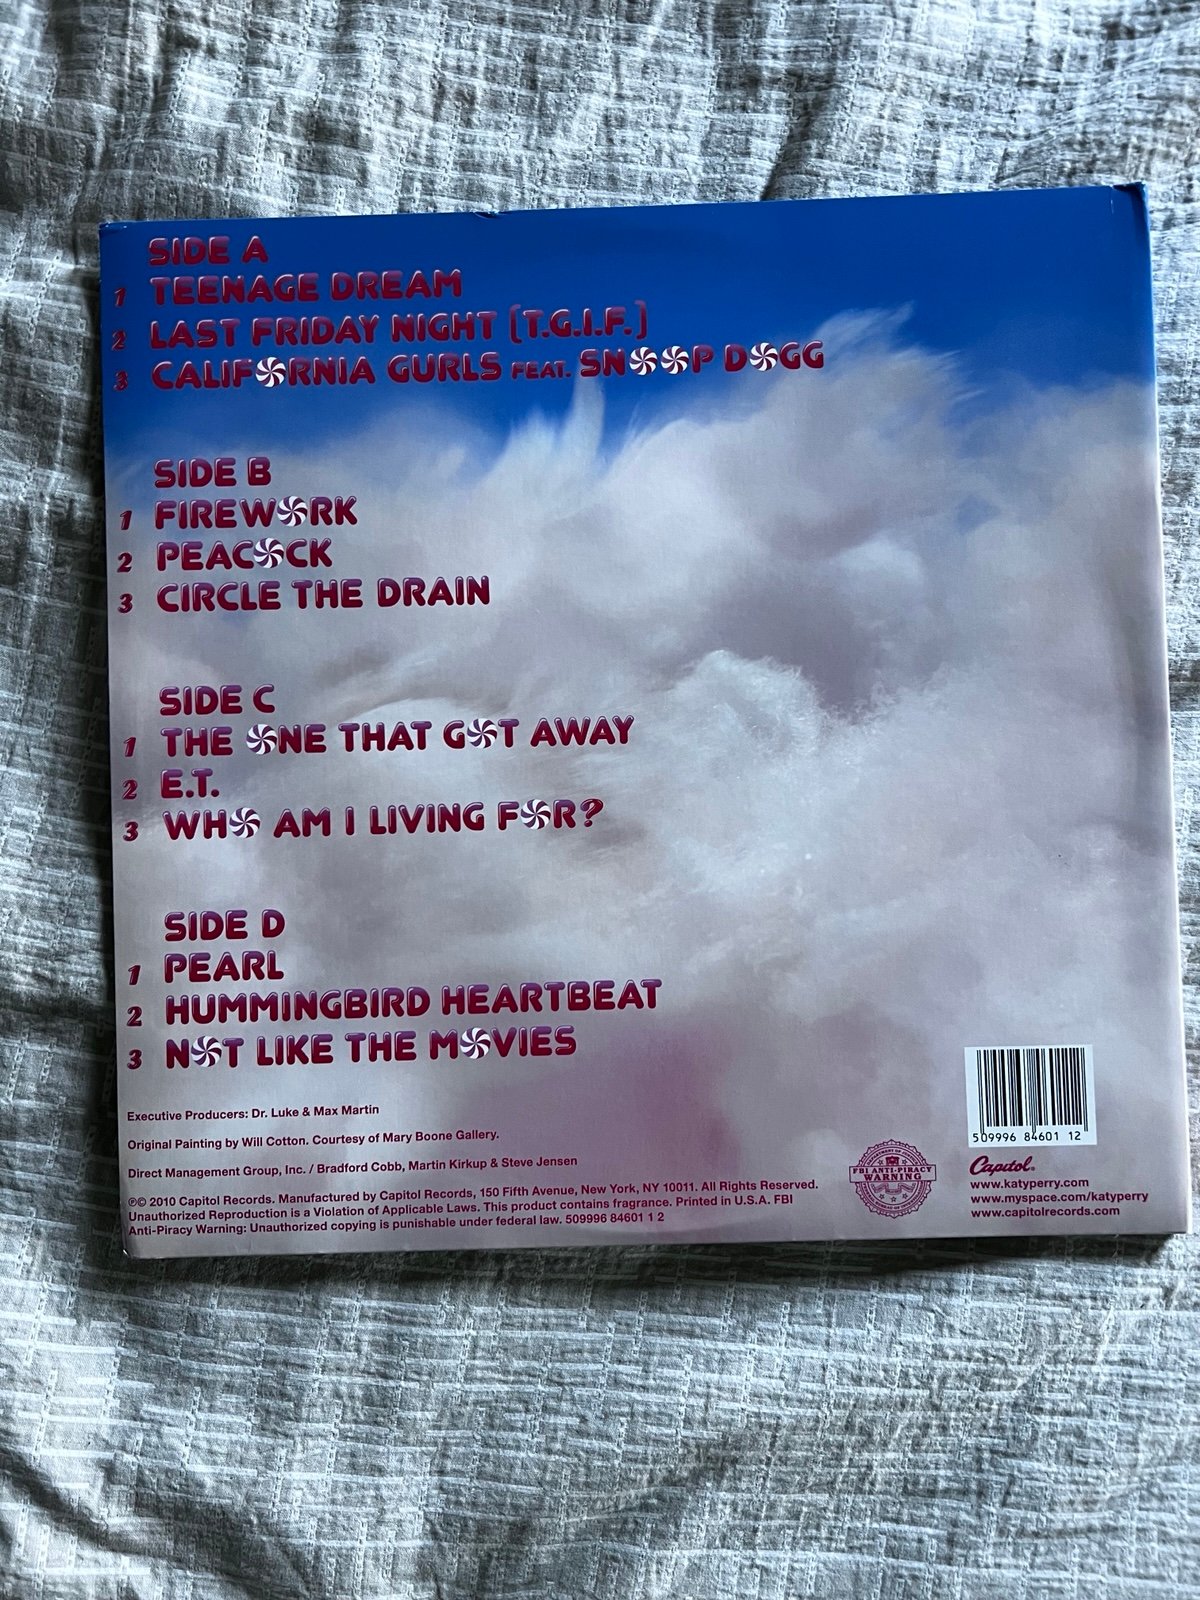 SIDE A
1 TEENAGE DREAM
2 LAST FRIDAY NIGHT (T.G.I.F.)
3 CALIFORNIA GURLS FEAT. SNOOP DOGG
SIDE B
1 FIREWORK
2 PEACOCK
3 CIRCLE THE DRAIN
SIDE C
1 THE ONE THAT GOT AWAY
2 E.T.
3 WHO AM I LIVING FOR?
SIDE D
1 PEARL
2 HUMMINGBIRD HEARTBEAT
3 NOT LIKE THE MOVIES
Executive Producers: Dr. Luke & Max Martin
Original Painting by Will Cotton. Courtesy of Mary Boone Gallery.
Direct Management Group, Inc. / Bradford Cobb, Martin Kirkup & Steve Jensen
℗© 2010 Capitol Records. Manufactured by Capitol Records, 150 Fifth Avenue, New York, NY 10011. All Rights Reserved.
Unauthorized Reproduction is a Violation of Applicable Laws. This product contains fragrance. Printed in U.S.A. FBI
Anti-Piracy Warning: Unauthorized copying is punishable under federal law. 509996 84601 1 2
FBI ANTI-PIRACY
WARNING
5 09996 84601 12
Capitol®
www.katyperry.com
www.myspace.com/katyperry
www.capitolrecords.com